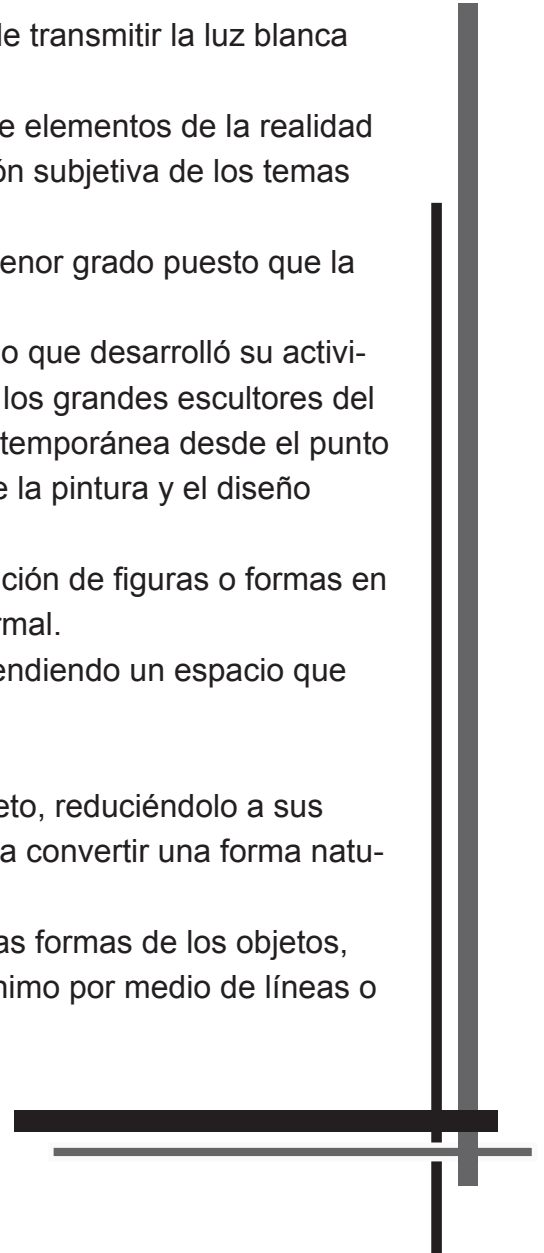 de transmitir la luz blanca
e elementos de la realidad
ón subjetiva de los temas
enor grado puesto que la
o que desarrolló su activi-
los grandes escultores del
temporánea desde el punto
e la pintura y el diseño
ción de figuras o formas en
rmal.
endiendo un espacio que
eto, reduciéndolo a sus
a convertir una forma natu-
as formas de los objetos,
nimo por medio de líneas o